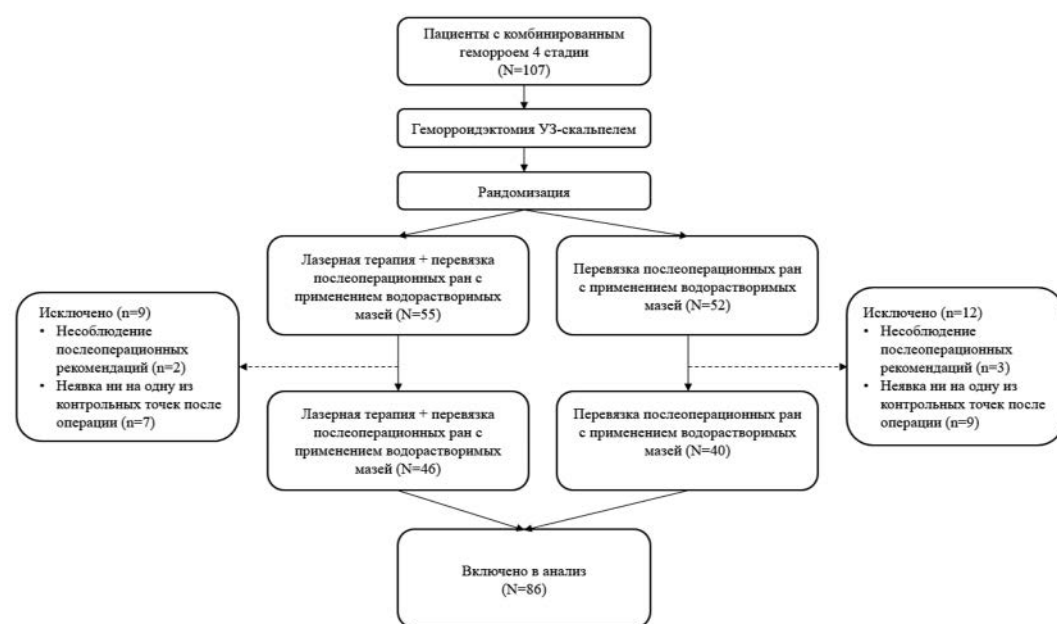 Пациенты с комбинированным
геморроем 4 стадии
(N=107)
Геморроидэктомия УЗ-скальпелем
Рандомизация
Лазерная терапия + перевязка
послеоперационных ран с
применением водорастворимых
мазей (N=55)
Перевязка послеоперационных ран
с применением водорастворимых
мазей (N=52)
Исключено (n=9)
• Несоблюдение
послеоперационных
рекомендаций (n=2)
• Неявка ни на одну из
контрольных точек после
операции (n=7)
Исключено (n=12)
• Несоблюдение
послеоперационных
рекомендаций (n=3)
• Неявка ни на одну из
контрольных точек после
операции (n=9)
Лазерная терапия + перевязка
послеоперационных ран с
применением водорастворимых
мазей (N=46)
Перевязка послеоперационных ран
с применением водорастворимых
мазей (N=40)
Включено в анализ
(N=86)